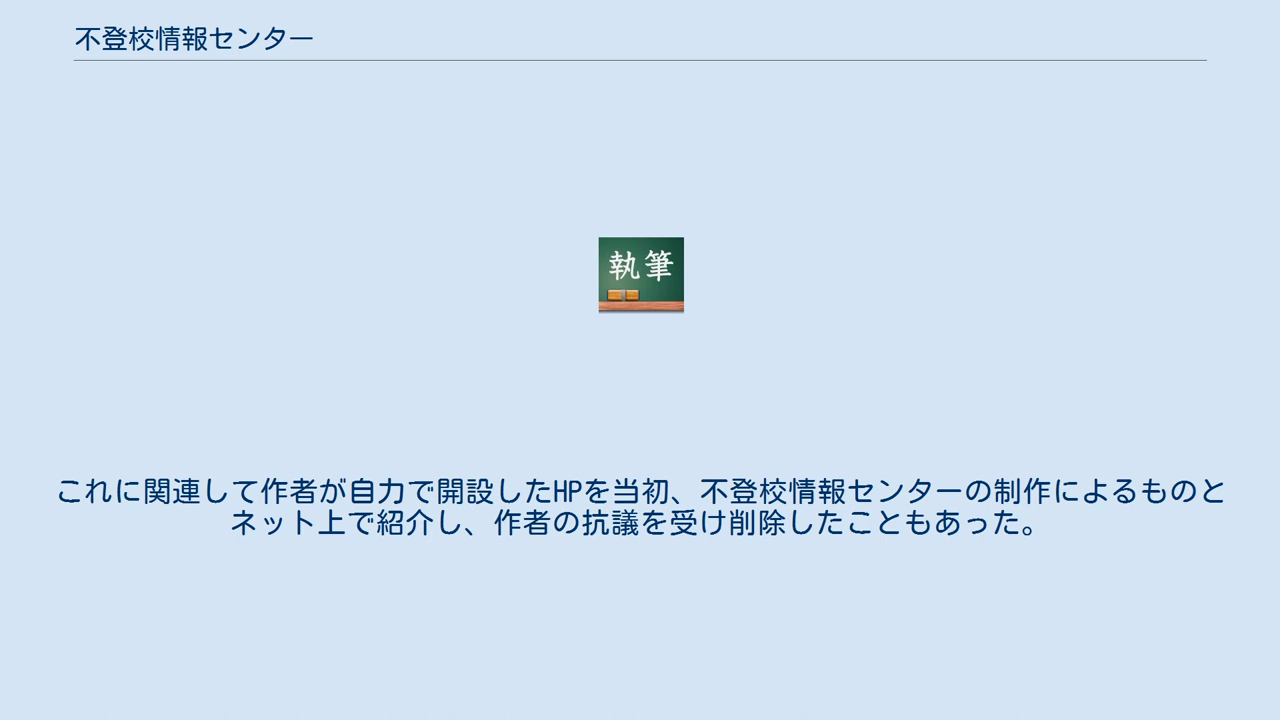 不登校情報センター
執筆
これに関連して作者が自力で開設したHPを当初、不登校情報センターの制作によるものと
ネット上で紹介し、作者の抗議を受け削除したこともあった。